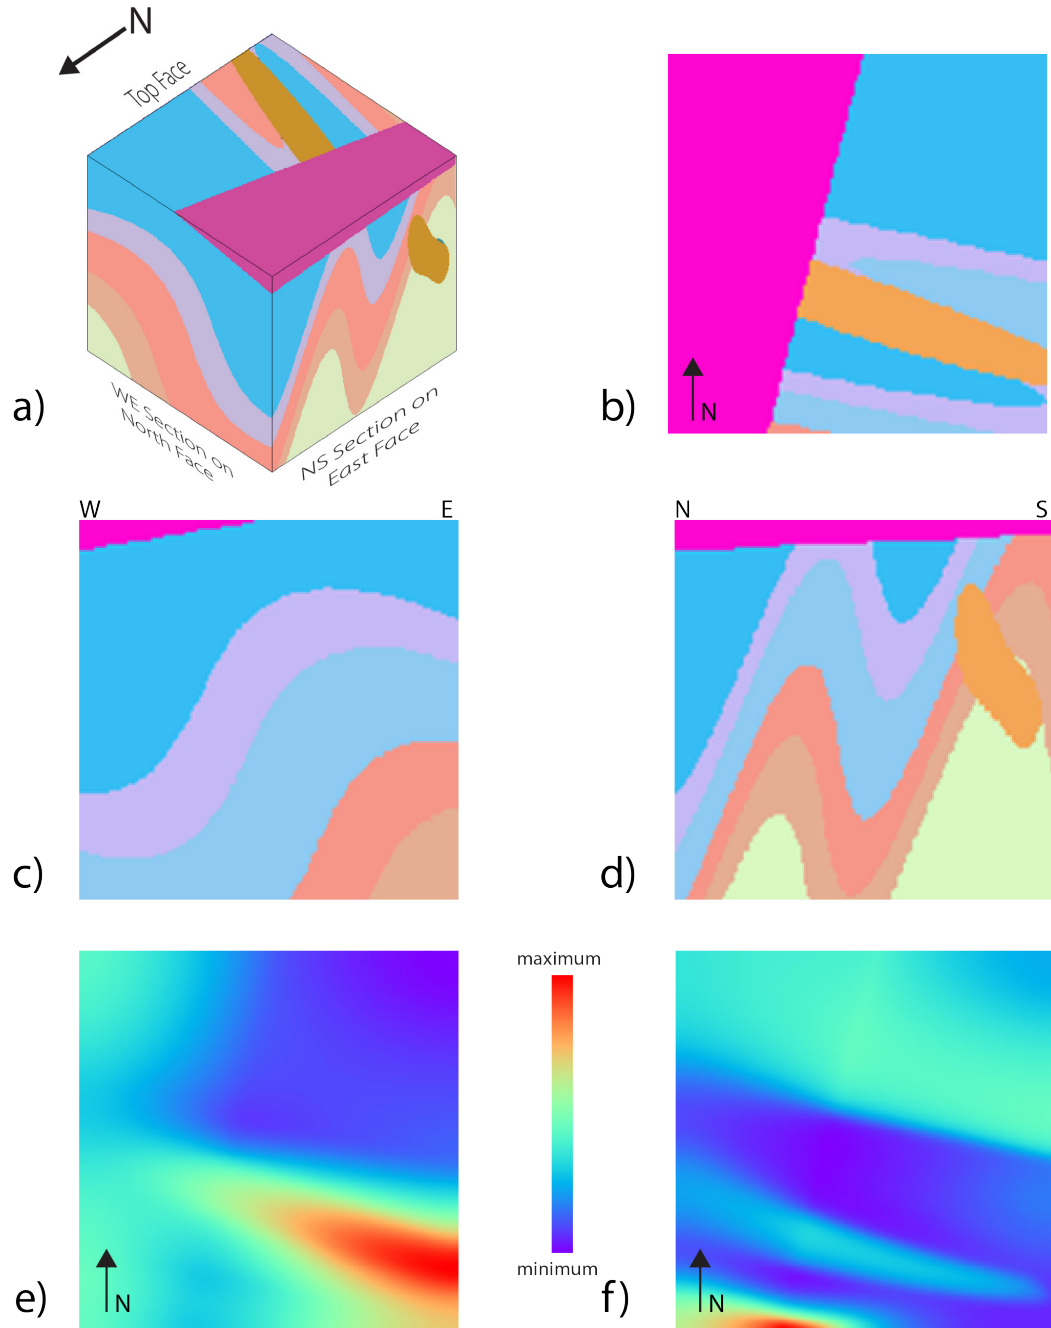 N
Top Face
a)
WE Section on
North Face
NS Section on
East Face
b)
N
W E
c)
N S
d)
e)
N
maximum
minimum
f)
N